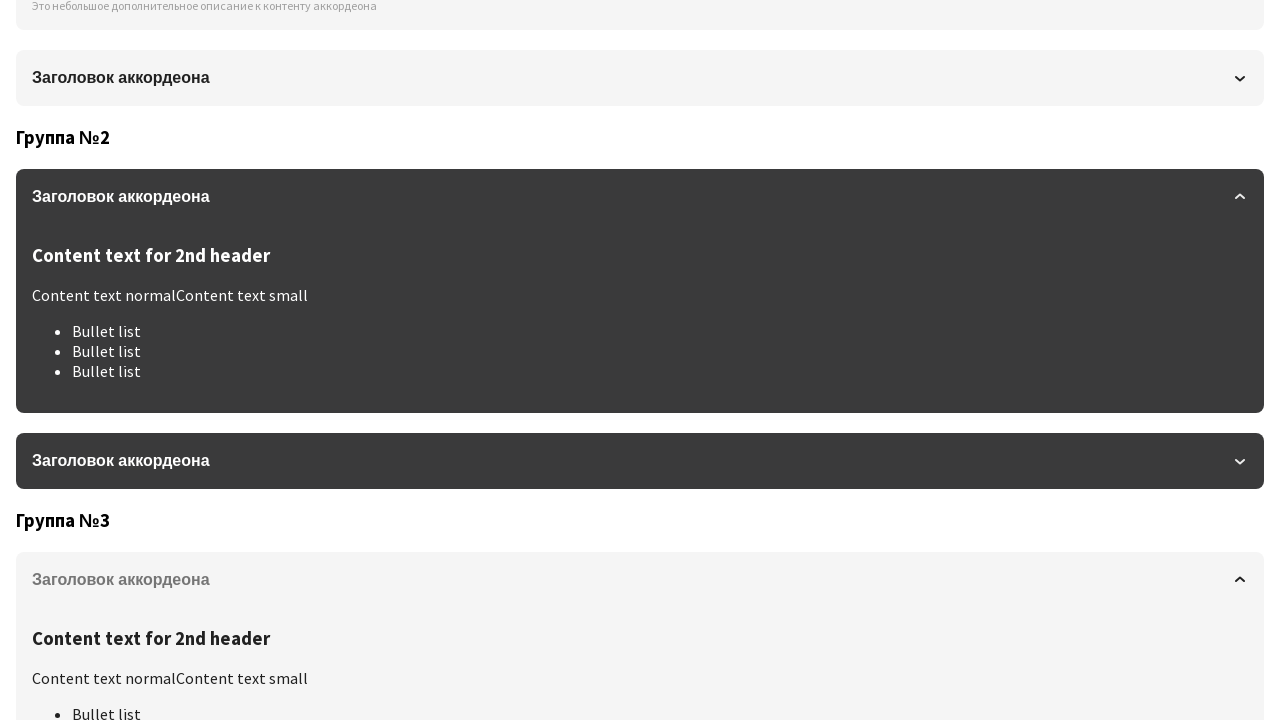 Это небольшое дополнительное описание к контенту аккордеона
Заголовок аккордеона
Группа №2
Заголовок аккордеона
Content text for 2nd header
Content text normalContent text small
Bullet list
Bullet list
Bullet list
Заголовок аккордеона
Группа №3
Заголовок аккордеона
Content text for 2nd header
Content text normalContent text small
Bullet list